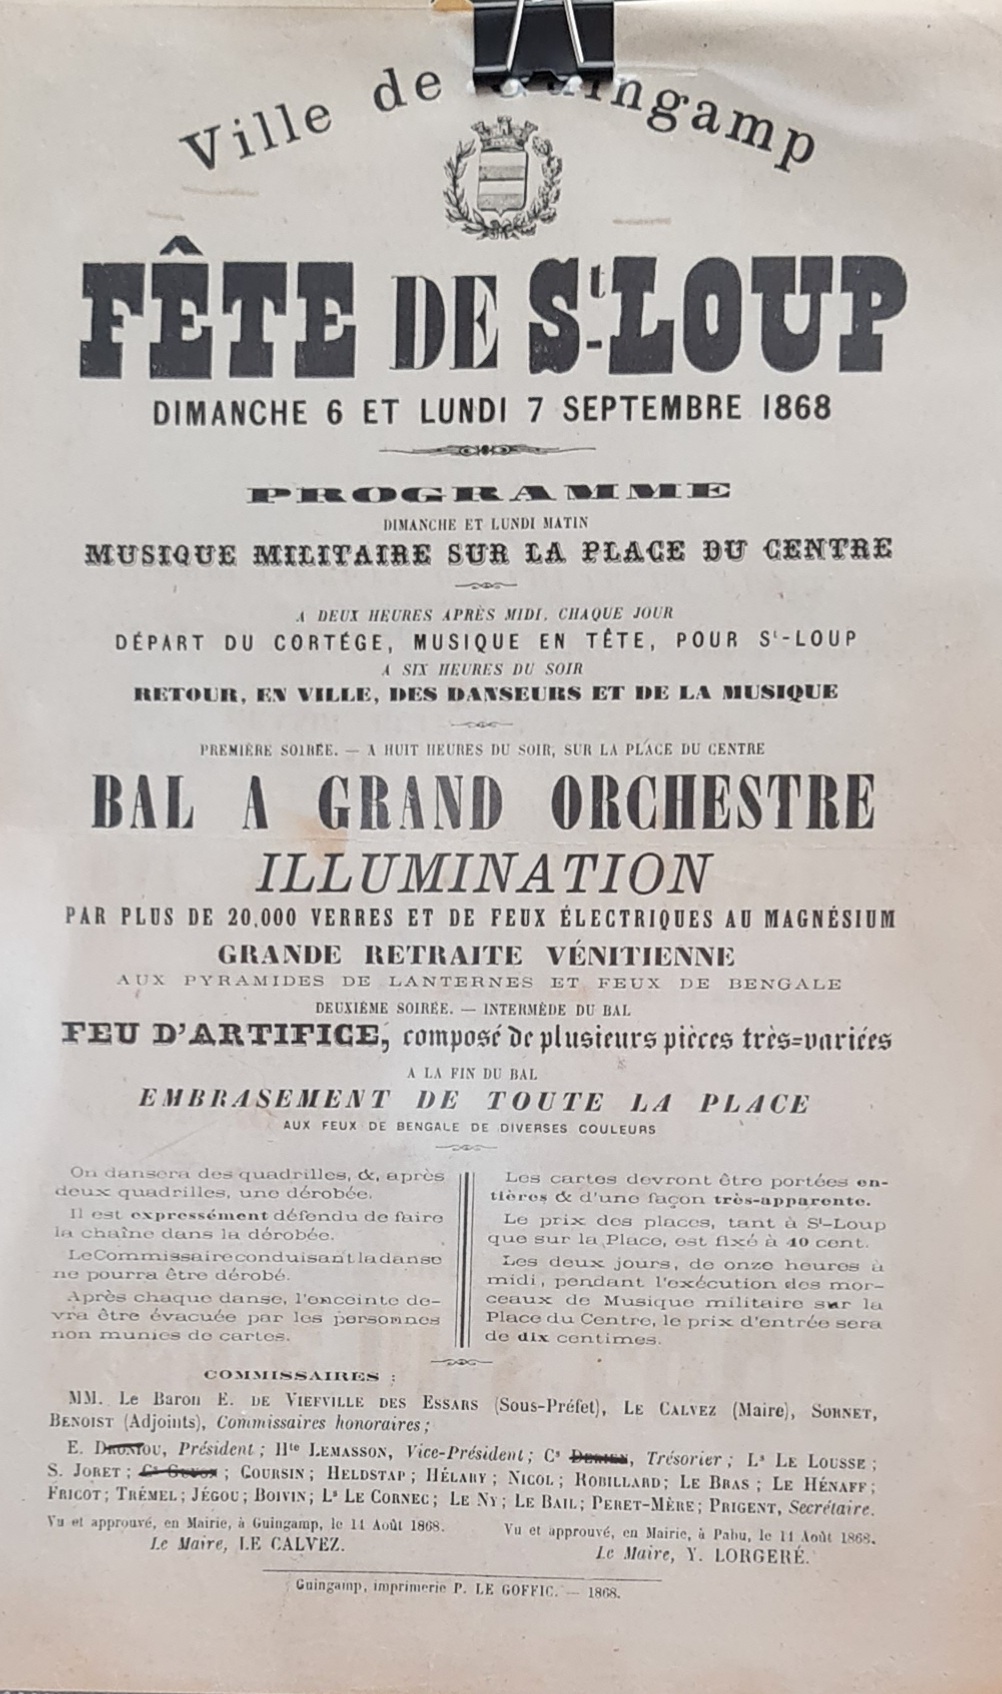 Ville de Guingamp
FÊTE DE St-LOUP
DIMANCHE 6 ET LUNDI 7 SEPTEMBRE 1868
PROGRAMME
DIMANCHE ET LUNDI MATIN
MUSIQUE MILITAIRE SUR LA PLACE DU CENTRE
A DEUX HEURES APRÈS MIDI, CHAQUE JOUR
DÉPART DU CORTÉGE, MUSIQUE EN TÊTE, POUR St-LOUP
A SIX HEURES DU SOIR
RETOUR, EN VILLE, DES DANSEURS ET DE LA MUSIQUE
PREMIÈRE SOIRÉE. — A HUIT HEURES DU SOIR, SUR LA PLACE DU CENTRE
BAL A GRAND ORCHESTRE
ILLUMINATION
PAR PLUS DE 20,000 VERRES ET DE FEUX ÉLECTRIQUES AU MAGNÉSIUM
GRANDE RETRAITE VÉNITIENNE
AUX PYRAMIDES DE LANTERNES ET FEUX DE BENGALE
DEUXIÈME SOIRÉE. — INTERMÈDE DU BAL
FEU D'ARTIFICE, composé de plusieurs pièces très-variées
A LA FIN DU BAL
EMBRASEMENT DE TOUTE LA PLACE
AUX FEUX DE BENGALE DE DIVERSES COULEURS
On dansera des quadrilles, &, après
deux quadrilles, une dérobée.
Il est expressément défendu de faire
la chaîne dans la dérobée.
Le Commissaire conduisant la danse
ne pourra être dérobé.
Après chaque danse, l'enceinte de-
vra être évacuée par les personnes
non munies de cartes.
Les cartes devront être portées en-
tières & d'une façon très-apparente.
Le prix des places, tant à St-Loup
que sur la Place, est fixé à 40 cent.
Les deux jours, de onze heures à
midi, pendant l'exécution des mor-
ceaux de Musique militaire sur la
Place du Centre, le prix d'entrée sera
de dix centimes.
COMMISSAIRES :
MM. Le Baron E. DE VIEFVILLE DES ESSARS (Sous-Préfet), LE CALVEZ (Maire), SORNET,
BENOIST (Adjoints), Commissaires honoraires;
E. Président; Hte LEMASSON, Vice-Président; Cs Trésorier; Ls LE LOUSSE;
S. JORET; COURSIN; HELDSTAP; HÉLARY; NICOL; ROBILLARD; LE BRAS; LE HÉNAFF;
FRICOT; TRÉMEL; JÉGOU; BOIVIN; Ls LE CORNEC; LE NY; LE BAIL; PERET-MÈRE; PRIGENT, Secrétaire.
Vu et approuvé, en Mairie, à Guingamp, le 11 Août 1868.
Le Maire, LE CALVEZ.
Vu et approuvé, en Mairie, à Pabu, le 11 Août 1868.
Le Maire, Y. LORGERÉ.
Guingamp, imprimerie P. LE GOFFIC. — 1868.